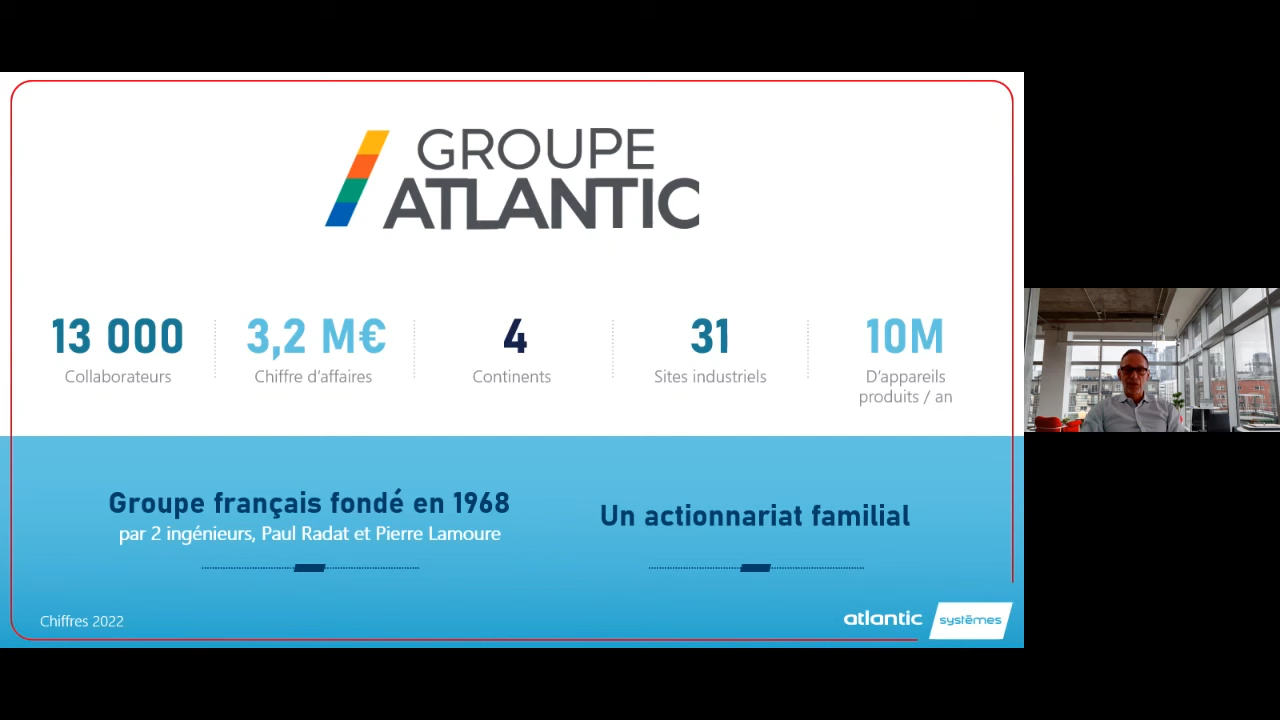 GROUPE
ATLANTIC
13 000
Collaborateurs
3,2 M€
Chiffre d'affaires
4
Continents
31
Sites industriels
10M
D'appareils
produits / an
Groupe français fondé en 1968
par 2 ingénieurs, Paul Radat et Pierre Lamoure
Un actionnariat familial
Chiffres 2022
atlantic systēmes